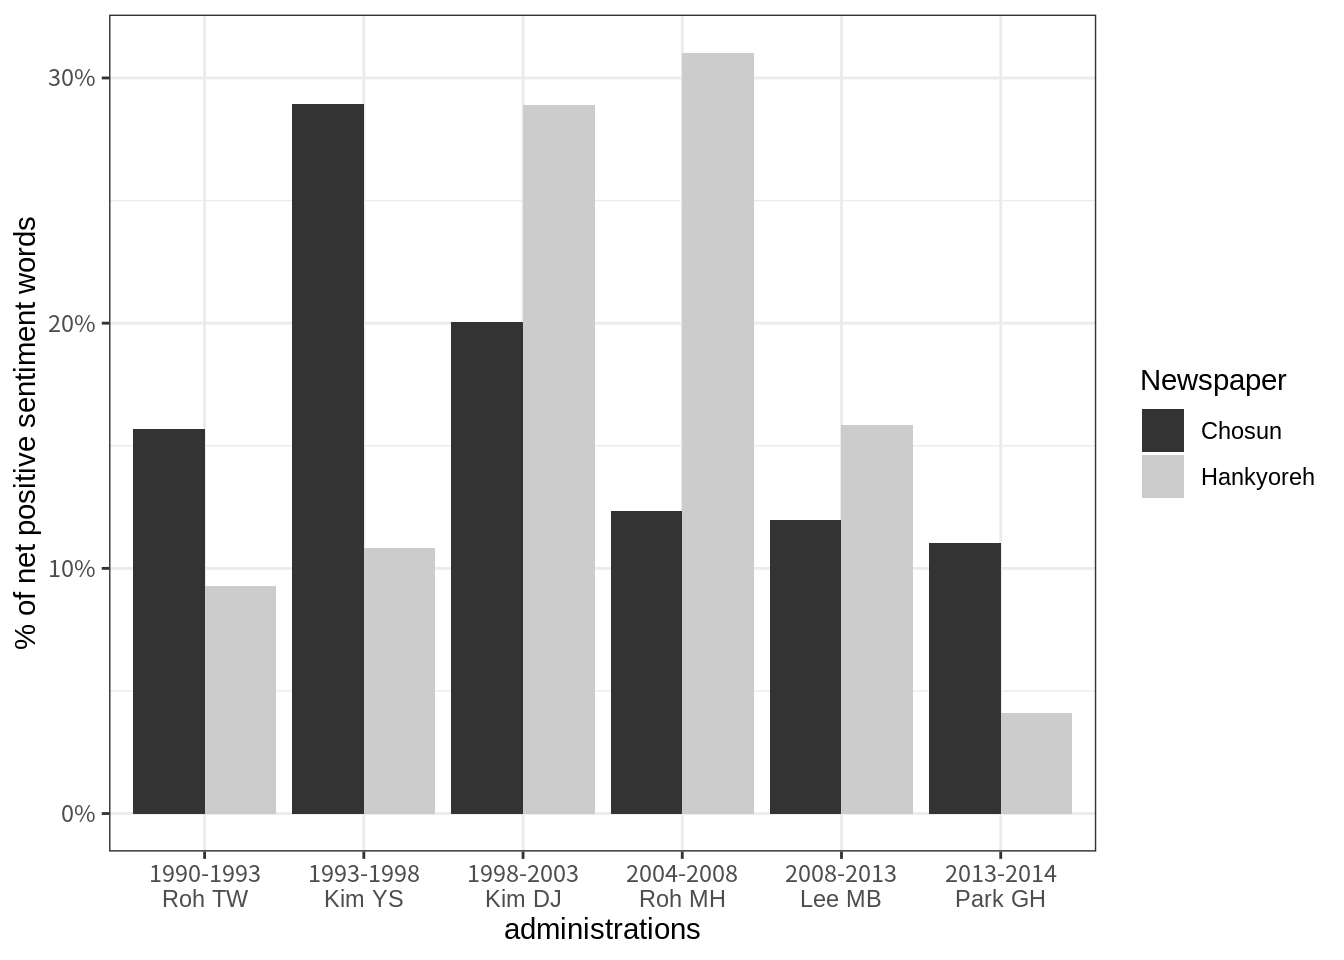 % of net positive sentiment words
30%
20%
10%
0%
1990-1993
Roh TW
1993-1998
Kim YS
1998-2003
Kim DJ
2004-2008
Roh MH
2008-2013
Lee MB
2013-2014
Park GH
administrations
Newspaper
Chosun
Hankyoreh